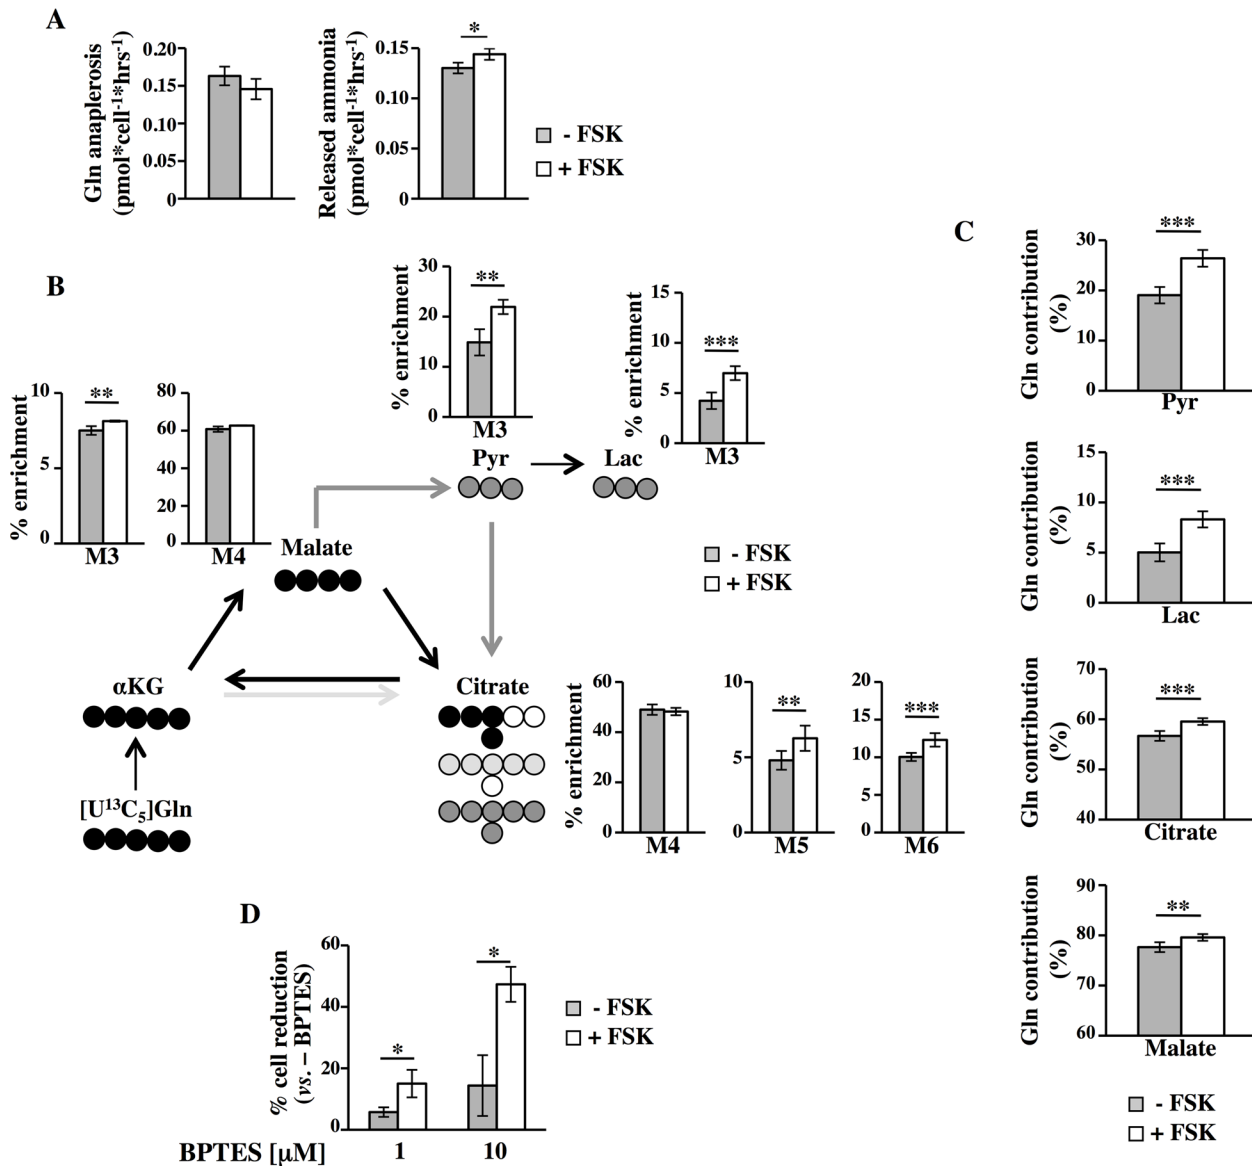 A
Gln anaplerosis
(pmol*cell-1*hrs-1)
0.20
0.15
0.10
0.05
0
Released ammonia
(pmol*cell-1*hrs-1)
0.15
0.10
0.05
0
*
- FSK
+ FSK
B
% enrichment
10
5
0
**
M3
80
60
40
20
0
M4
% enrichment
30
20
10
0
**
M3
% enrichment
15
10
5
0
***
M3
Pyr
Lac
Malate
- FSK
+ FSK
αKG
Citrate
[U13C5]Gln
% enrichment
60
40
20
0
M4
10
5
0
**
M5
20
15
10
5
0
***
M6
C
Gln contribution
(%)
30
20
10
0
***
Pyr
Gln contribution
(%)
15
10
5
0
***
Lac
Gln contribution
(%)
70
60
50
40
***
Citrate
Gln contribution
(%)
90
80
70
60
**
Malate
- FSK
+ FSK
D
% cell reduction
(vs. – BPTES)
60
40
20
0
*
*
- FSK
+ FSK
BPTES [µM] 1 10